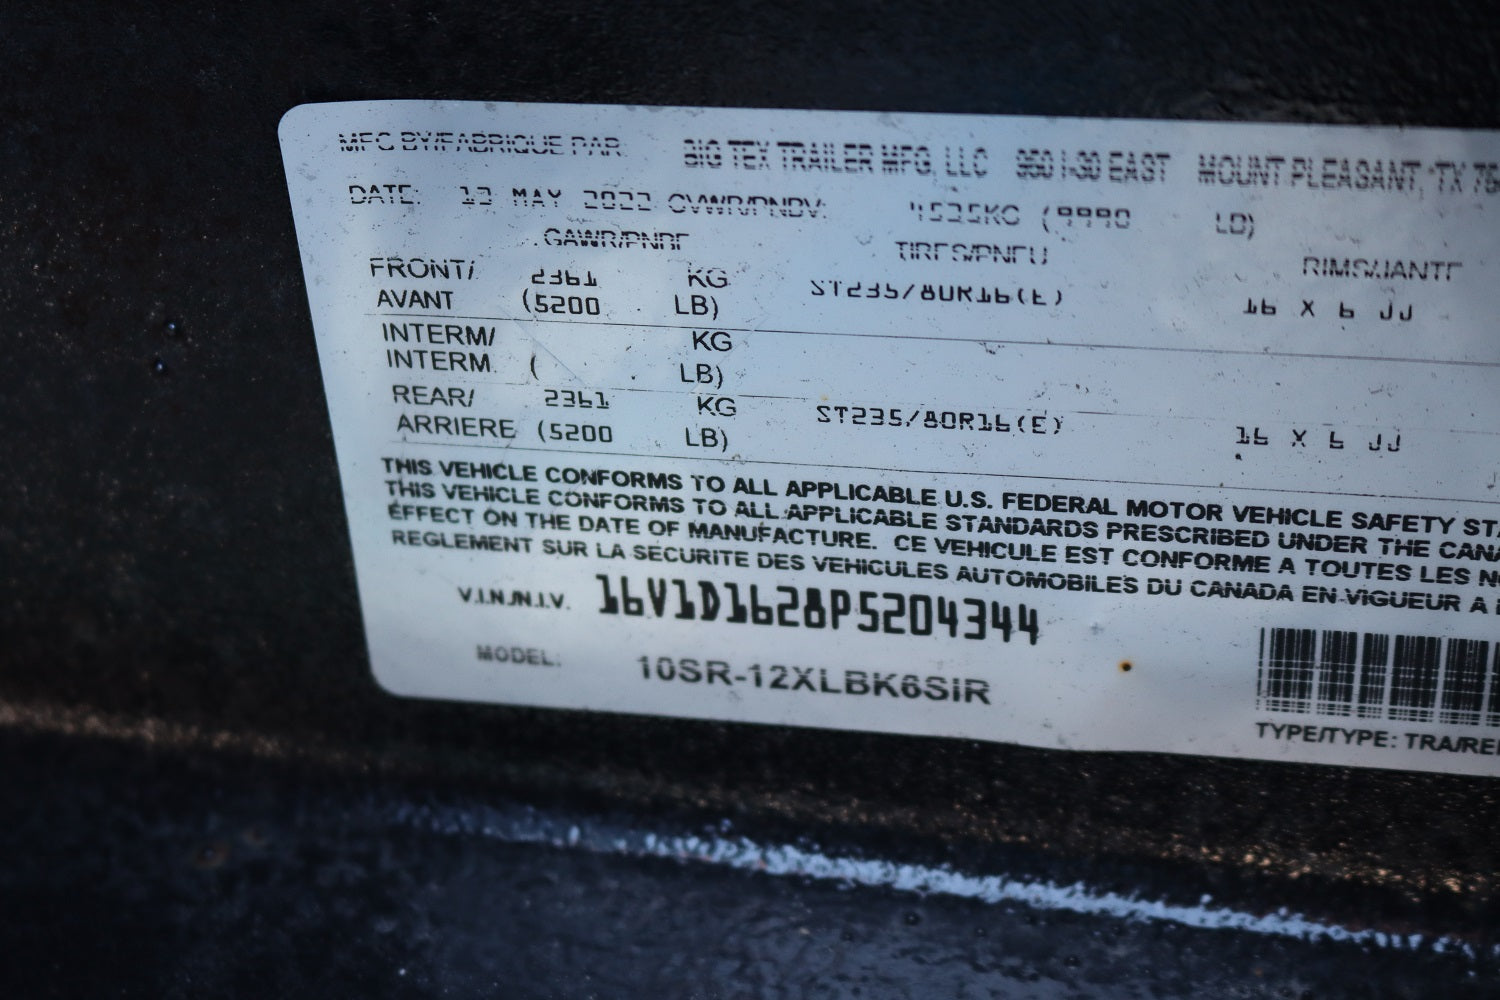 MFG BY/FABRIQUE PAR: BIG TEX TRAILER MFG, LLC 950 I-30 EAST MOUNT PLEASANT, TX
DATE: 13 MAY 2022 GVWR/PNBV: 4535KG (9990 LB)
GAWR/PNBE TIRES/PNEU RIMS/JANTE
FRONT/ 2361 KG ST235/80R16(E) 16 X 6 JJ
AVANT (5200 LB)
INTERM/ KG
INTERM. ( LB)
REAR/ 2361 KG ST235/80R16(E) 16 X 6 JJ
ARRIERE (5200 LB)
THIS VEHICLE CONFORMS TO ALL APPLICABLE U.S. FEDERAL MOTOR VEHICLE SAFETY
THIS VEHICLE CONFORMS TO ALL APPLICABLE STANDARDS PRESCRIBED UNDER THE
EFFECT ON THE DATE OF MANUFACTURE. CE VEHICULE EST CONFORME A TOUTES LES
REGLEMENT SUR LA SECURITE DES VEHICULES AUTOMOBILES DU CANADA EN VIGUEUR A
V.I.N./N.I.V. 16V1D1628P5204344
MODEL: 10SR-12XLBK6SIR
TYPE/TYPE: